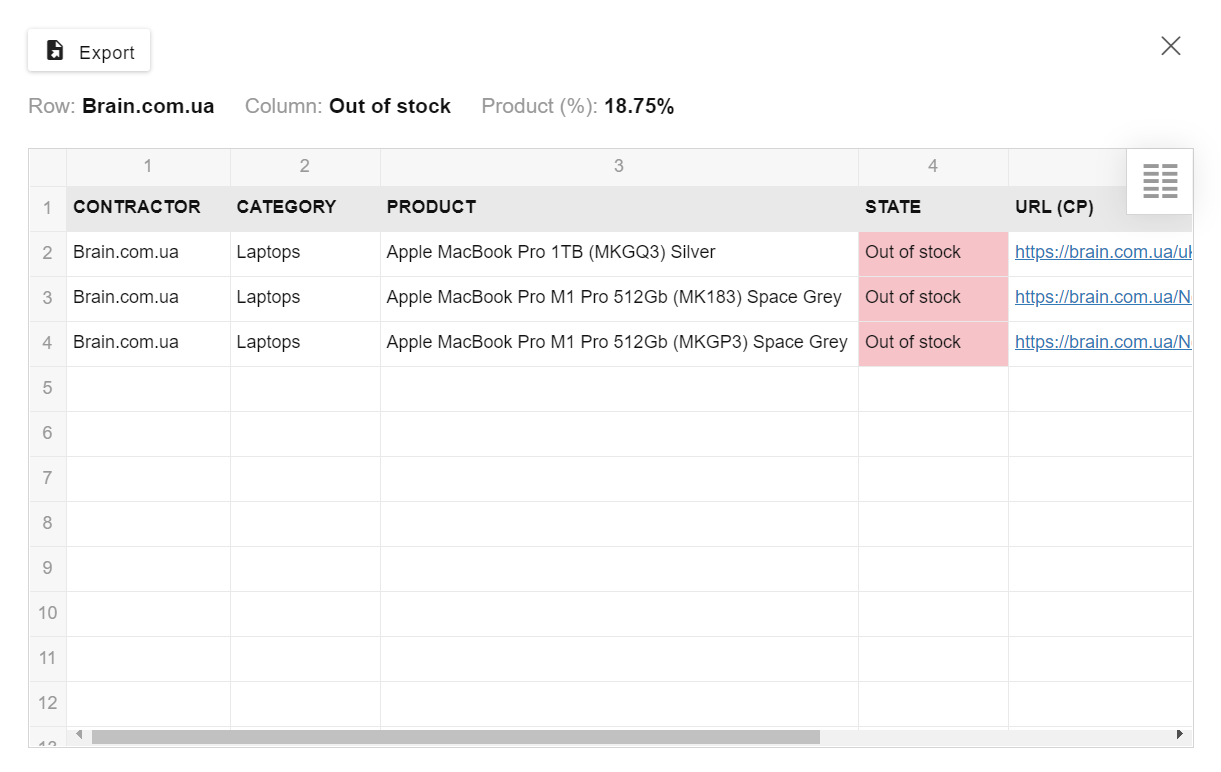 Export
Row: Brain.com.ua Column: Out of stock Product (%): 18.75%
1 2 3 4
1 CONTRACTOR CATEGORY PRODUCT STATE URL (CP)
2 Brain.com.ua Laptops Apple MacBook Pro 1TB (MKGQ3) Silver Out of stock https://brain.com.ua/uk
3 Brain.com.ua Laptops Apple MacBook Pro M1 Pro 512Gb (MK183) Space Grey Out of stock https://brain.com.ua/N
4 Brain.com.ua Laptops Apple MacBook Pro M1 Pro 512Gb (MKGP3) Space Grey Out of stock https://brain.com.ua/N
5
6
7
8
9
10
11
12
13